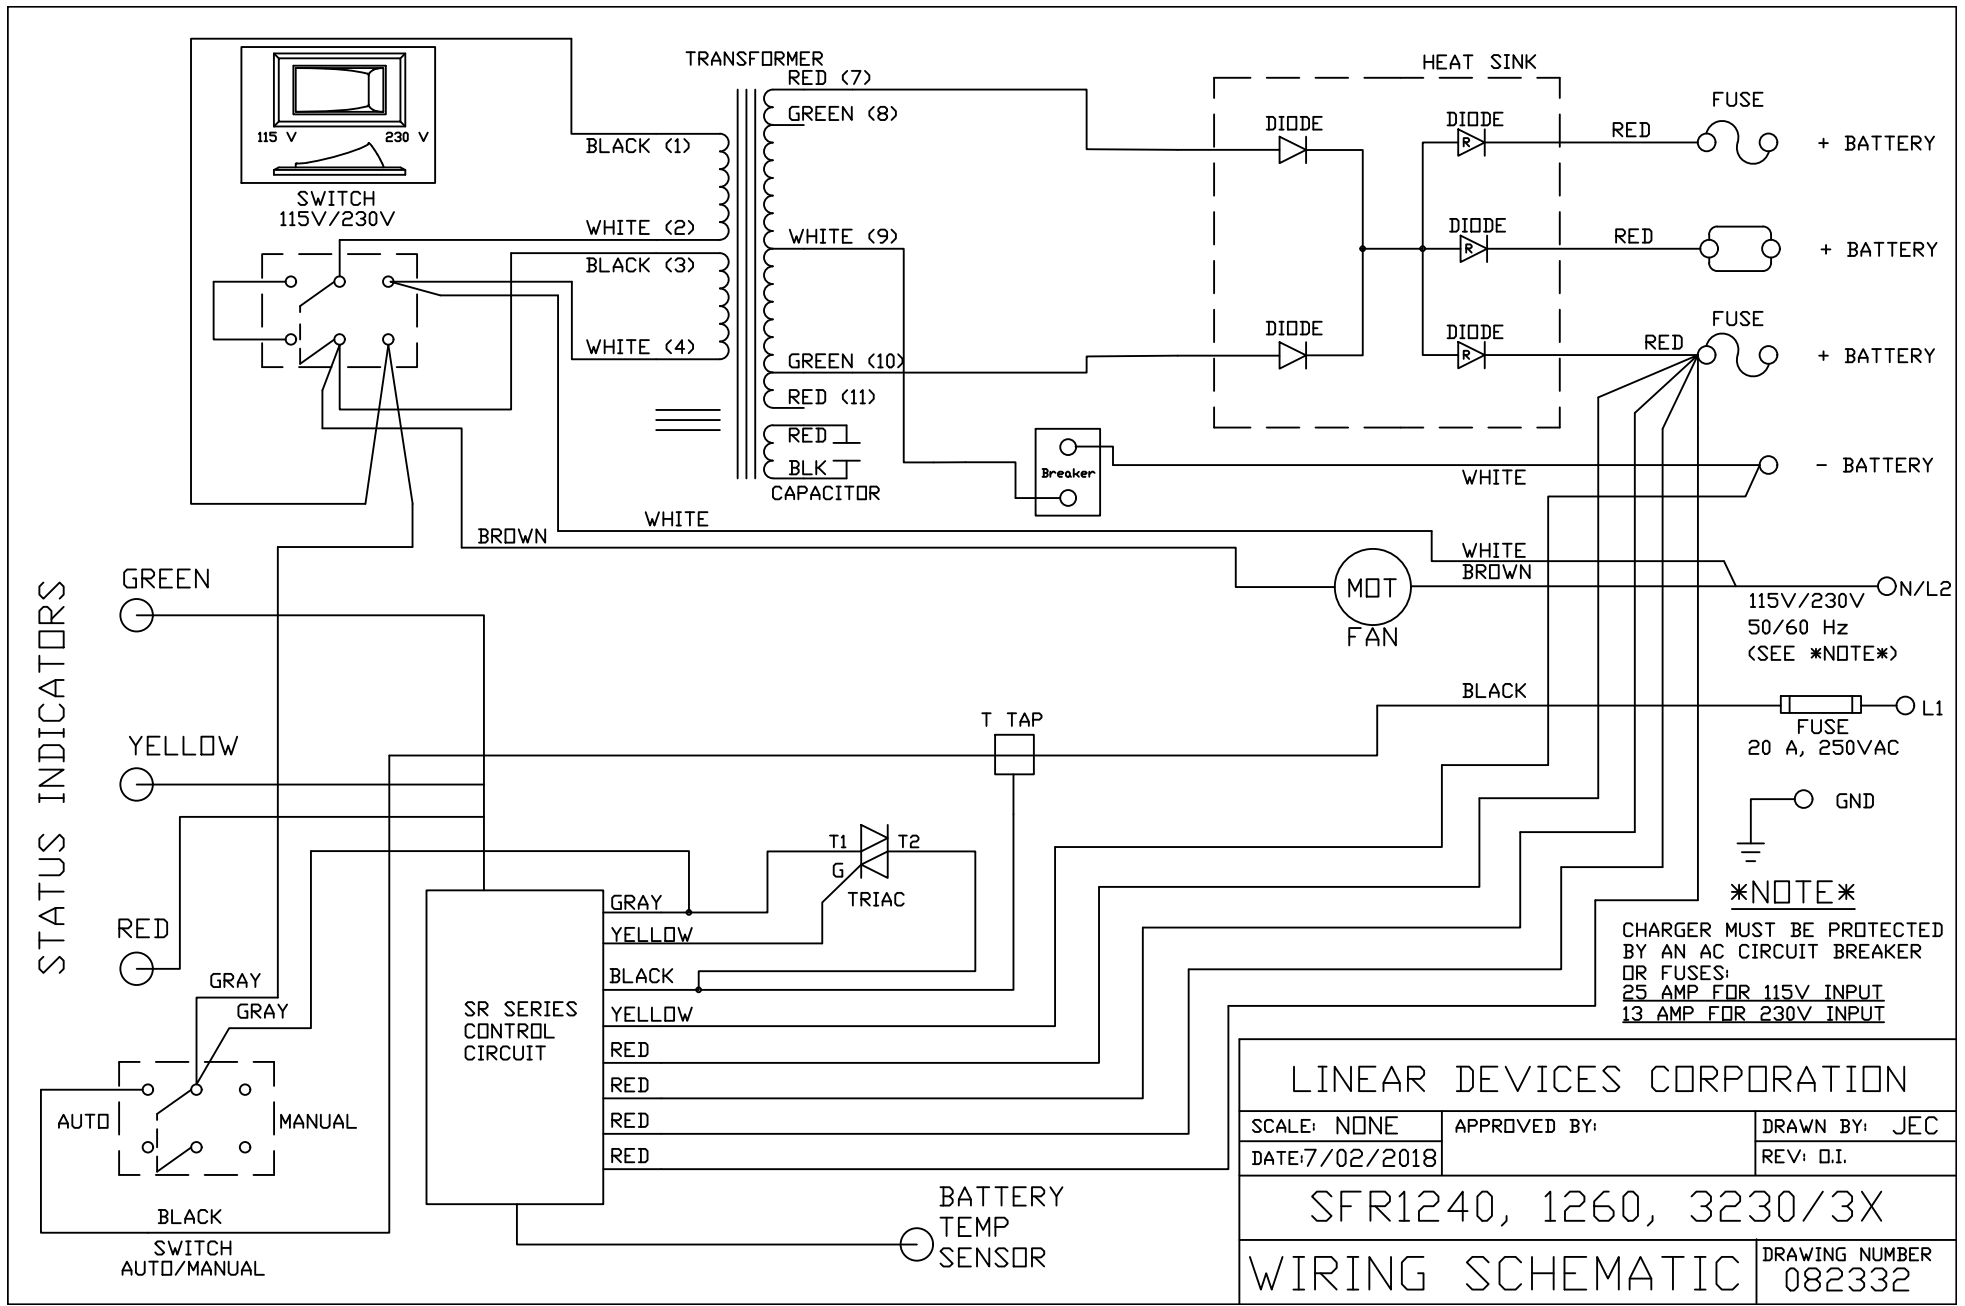 TRANSFORMER
HEAT SINK
RED (7)
GREEN (8)
115 V
230 V
SWITCH
115V/230V
BLACK (1)
WHITE (2)
BLACK (3)
WHITE (4)
WHITE (9)
GREEN (10)
RED (11)
RED
BLK
CAPACITOR
DIODE
DIODE
DIODE
DIODE
DIODE
R
R
R
RED
RED
RED
FUSE
+ BATTERY
+ BATTERY
FUSE
+ BATTERY
Breaker
WHITE
- BATTERY
WHITE
BROWN
WHITE
BROWN
MOT
FAN
N/L2
115V/230V
50/60 Hz
(SEE *NOTE*)
STATUS INDICATORS
GREEN
YELLOW
RED
BLACK
T TAP
L1
FUSE
20 A, 250VAC
GND
T1
T2
G
TRIAC
GRAY
YELLOW
BLACK
YELLOW
RED
RED
RED
RED
SR SERIES
CONTROL
CIRCUIT
GRAY
GRAY
AUTO
MANUAL
BLACK
SWITCH
AUTO/MANUAL
BATTERY
TEMP
SENSOR
*NOTE*
CHARGER MUST BE PROTECTED
BY AN AC CIRCUIT BREAKER
OR FUSES:
25 AMP FOR 115V INPUT
13 AMP FOR 230V INPUT
LINEAR DEVICES CORPORATION
SCALE: NONE
APPROVED BY:
DRAWN BY: JEC
DATE:7/02/2018
REV: O.I.
SFR1240, 1260, 3230/3X
WIRING SCHEMATIC
DRAWING NUMBER
082332